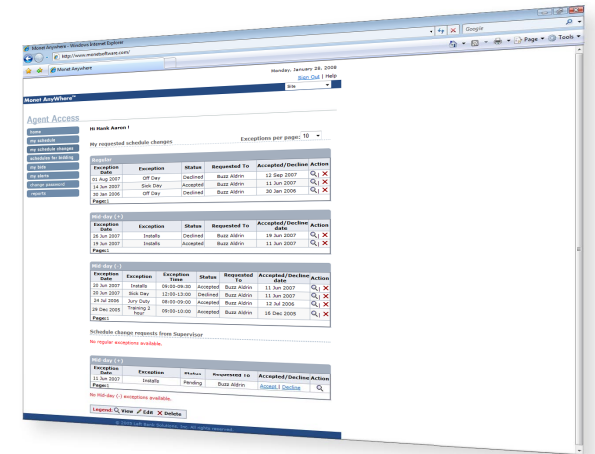 Monet Anywhere - Windows Internet Explorer
http://www.monetsoftware.com/
Google
Monet Anywhere
Page Tools
Monday, January 28, 2008
Sign Out | Help
Site
Monet AnyWhere™
Agent Access
home
my schedule
my schedule changes
schedules for bidding
my bids
my alerts
change password
reports
Hi Hank Aaron !
My requested schedule changes
Exceptions per page: 10
Regular
Exception Date Exception Status Requested To Accepted/Decline Action
01 Aug 2007 Off Day Declined Buzz Aldrin 12 Sep 2007
14 Jun 2007 Sick Day Accepted Buzz Aldrin 11 Jun 2007
30 Jan 2006 Off Day Declined Buzz Aldrin 30 Jan 2006
Page:1
Mid-day (+)
Exception Date Exception Status Requested To Accepted/Decline date Action
26 Jun 2007 Installs Declined Buzz Aldrin 19 Jun 2007
19 Jun 2007 Installs Accepted Buzz Aldrin 11 Jun 2007
Page:1
Mid-day (-)
Exception Date Exception Exception Time Status Requested To Accepted/Decline date Action
20 Jun 2007 Installs 09:00-09:30 Accepted Buzz Aldrin 11 Jun 2007
20 Jun 2007 Sick Day 12:00-13:00 Declined Buzz Aldrin 11 Jun 2007
24 Jul 2006 Jury Duty 08:00-09:00 Accepted Buzz Aldrin 12 Jul 2006
29 Dec 2005 Training 2 hour 09:00-10:00 Accepted Buzz Aldrin 16 Dec 2005
Page:1
Schedule change requests from Supervisor
No regular exceptions available.
Mid-day (+)
Exception Date Exception Status Requested To Accepted/Decline Action
11 Jun 2007 Installs Pending Buzz Aldrin Accept | Decline
Page:1
No Mid-day (-) exceptions available.
Legend: View Edit Delete
Left Bank Solutions, Inc. All rights reserved.